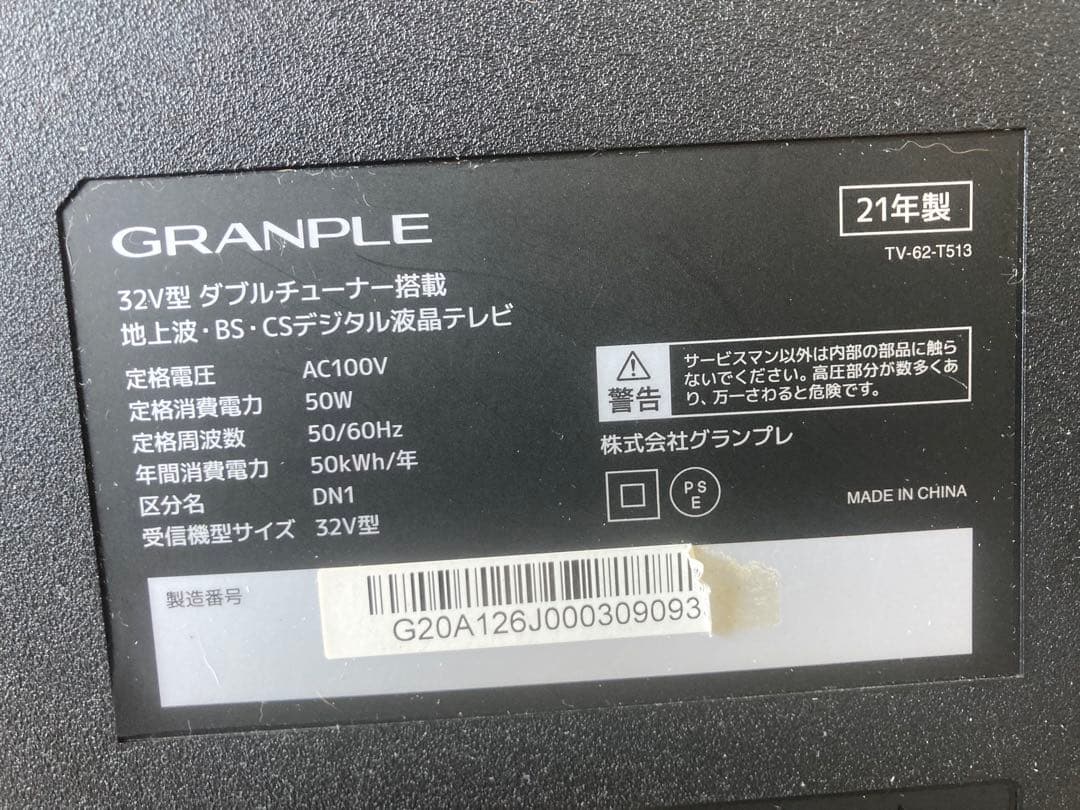 GRANPLE
21年製
TV-62-T513
32V型 ダブルチューナー搭載
地上波・BS・CSデジタル液晶テレビ
定格電圧 AC100V
定格消費電力 50W
定格周波数 50/60Hz
年間消費電力 50kWh/年
区分名 DN1
受信機型サイズ 32V型
警告
サービスマン以外は内部の部品に触ら
ないでください。高圧部分が数多くあ
り、万一さわると危険です。
株式会社グランプレ
PS
E
MADE IN CHINA
製造番号
G20A126J000309093